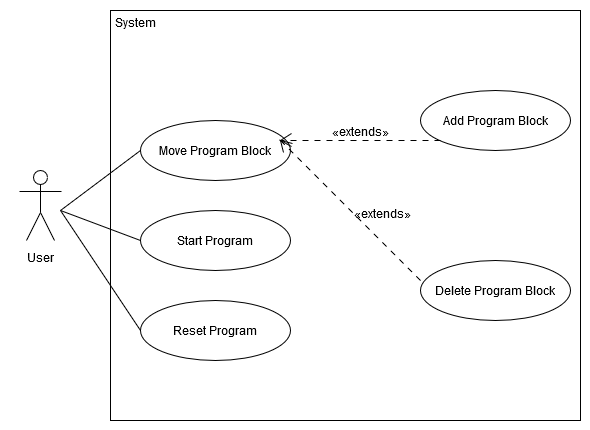 System
Add Program Block
«extends»
Move Program Block
«extends»
Start Program
User
Delete Program Block
Reset Program